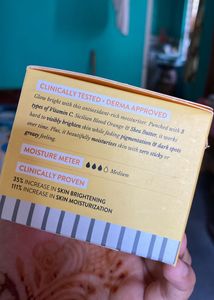 CLINICALLY TESTED • DERMA APPROVED
Glow bright with this antioxidant-rich moisturizer. Punched with 3
types of Vitamin C, Sicilian Blood Orange & Shea Butter, it works
hard to visibly brighten skin while fading pigmentation & dark spots
over time. Plus, it beautifully moisturizes skin with zero sticky or
greasy feeling.
MOISTURE METER Medium
CLINICALLY PROVEN
35% INCREASE IN SKIN BRIGHTENING
111% INCREASE IN SKIN MOISTURIZATION